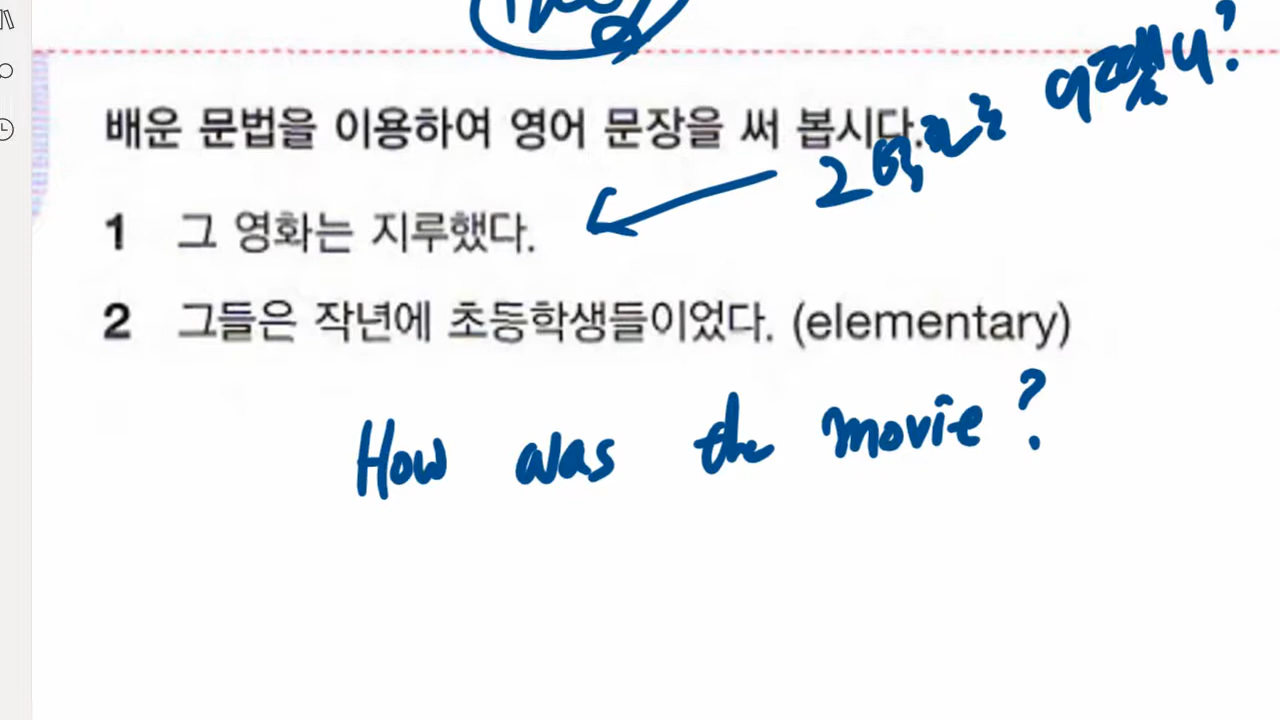 배운 문법을 이용하여 영어 문장을 써 봅시다.
그 영화는 어땠니?
1 그 영화는 지루했다.
2 그들은 작년에 초등학생들이었다. (elementary)
How was the movie?